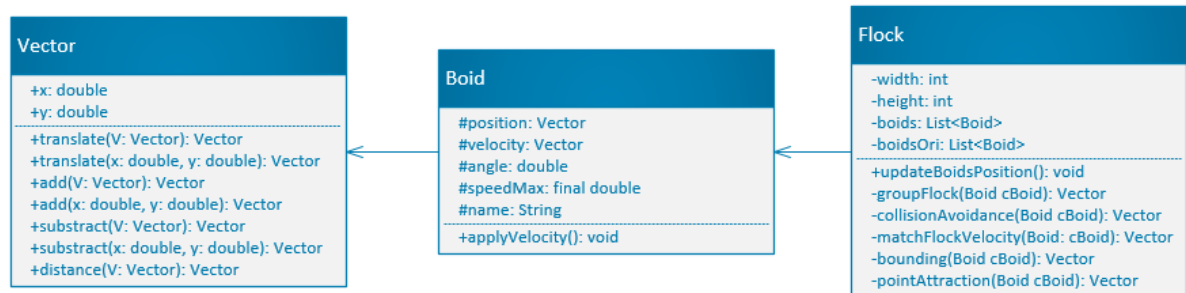 Vector
+x: double
+y: double
+translate(V: Vector): Vector
+translate(x: double, y: double): Vector
+add(V: Vector): Vector
+add(x: double, y: double): Vector
+substract(V: Vector): Vector
+substract(x: double, y: double): Vector
+distance(V: Vector): Vector
Boid
#position: Vector
#velocity: Vector
#angle: double
#speedMax: final double
#name: String
+applyVelocity(): void
Flock
-width: int
-height: int
-boids: List<Boid>
-boidsOri: List<Boid>
+updateBoidsPosition(): void
-groupFlock(Boid cBoid): Vector
-collisionAvoidance(Boid cBoid): Vector
-matchFlockVelocity(Boid: cBoid): Vector
-bounding(Boid cBoid): Vector
-pointAttraction(Boid cBoid): Vector